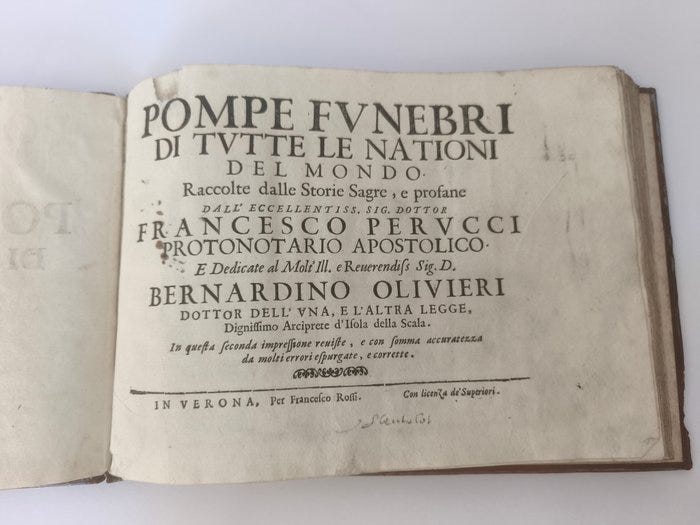 POMPE FVNEBRI
DI TVTTE LE NATIONI
DEL MONDO.
Raccolte dalle Storie Sagre, e profane
DALL' ECCELLENTISS. SIG. DOTTOR
FRANCESCO PERVCCI
PROTONOTARIO APOSTOLICO.
E Dedicate al Molt' Ill. e Reuerendiss Sig. D.
BERNARDINO OLIVIERI
DOTTOR DELL' VNA, E L'ALTRA LEGGE,
Dignissimo Arciprete d'Isola della Scala.
In questa seconda impressione reuiste, e con somma accuratezza
da molti errori espurgate, e corrette.
IN VERONA, Per Francesco Rossi. Con licenza de' Superiori.